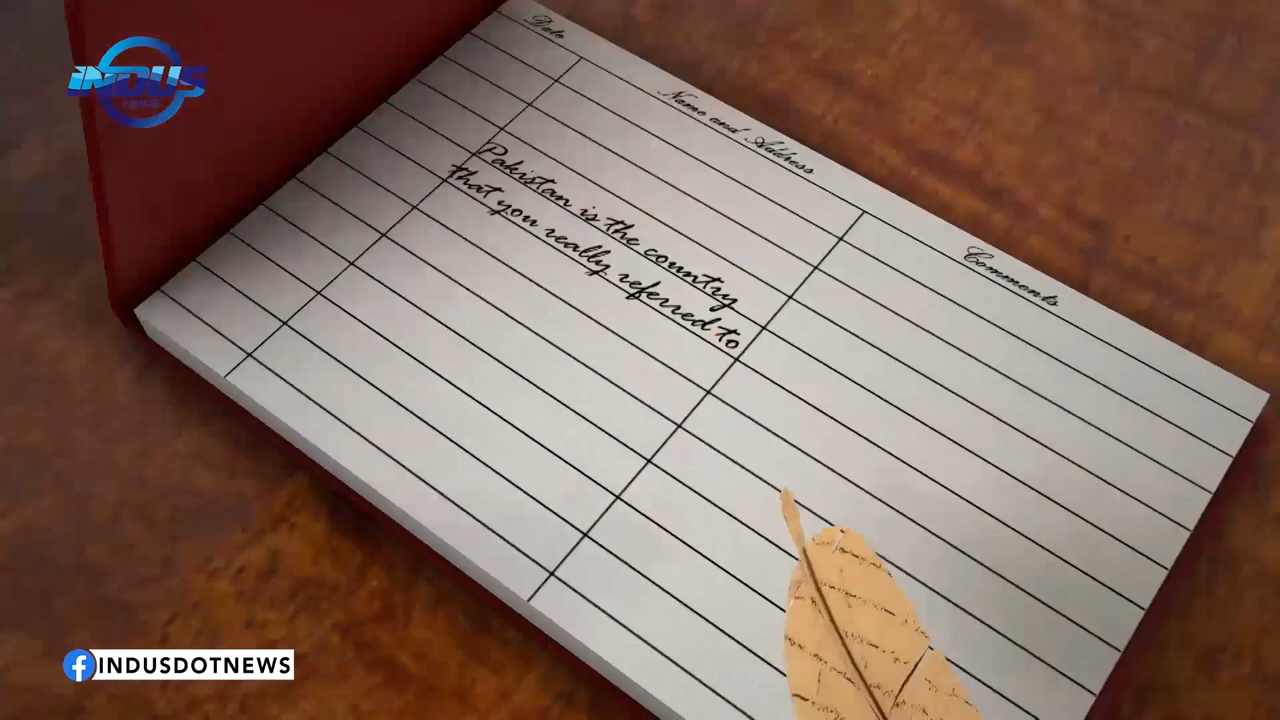 INDUS
NEWS
Date
Name and Address
Comments
Pakistan is the country
that you really referred to
INDUSDOTNEWS